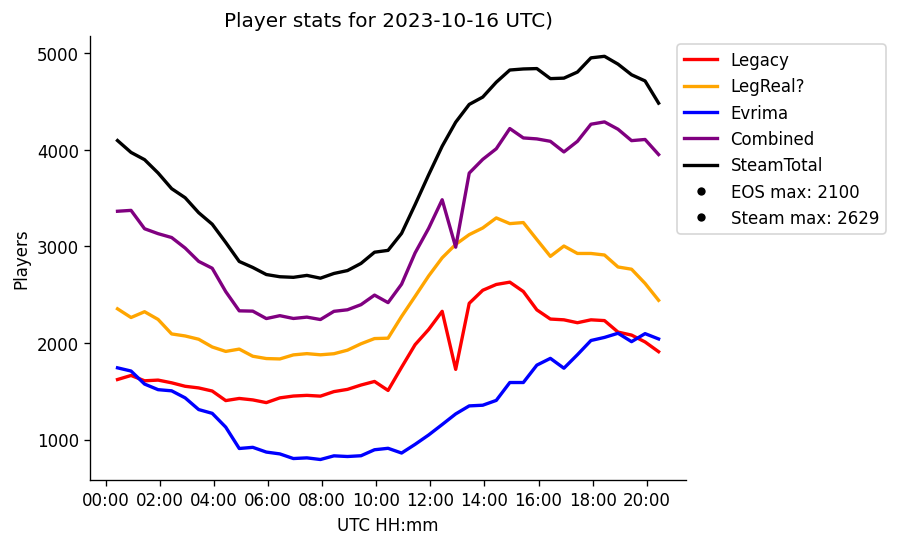 Player stats for 2023-10-16 UTC)
5000
4000
3000
2000
1000
Players
00:00 02:00 04:00 06:00 08:00 10:00 12:00 14:00 16:00 18:00 20:00
UTC HH:mm
Legacy
LegReal?
Evrima
Combined
SteamTotal
EOS max: 2100
Steam max: 2629